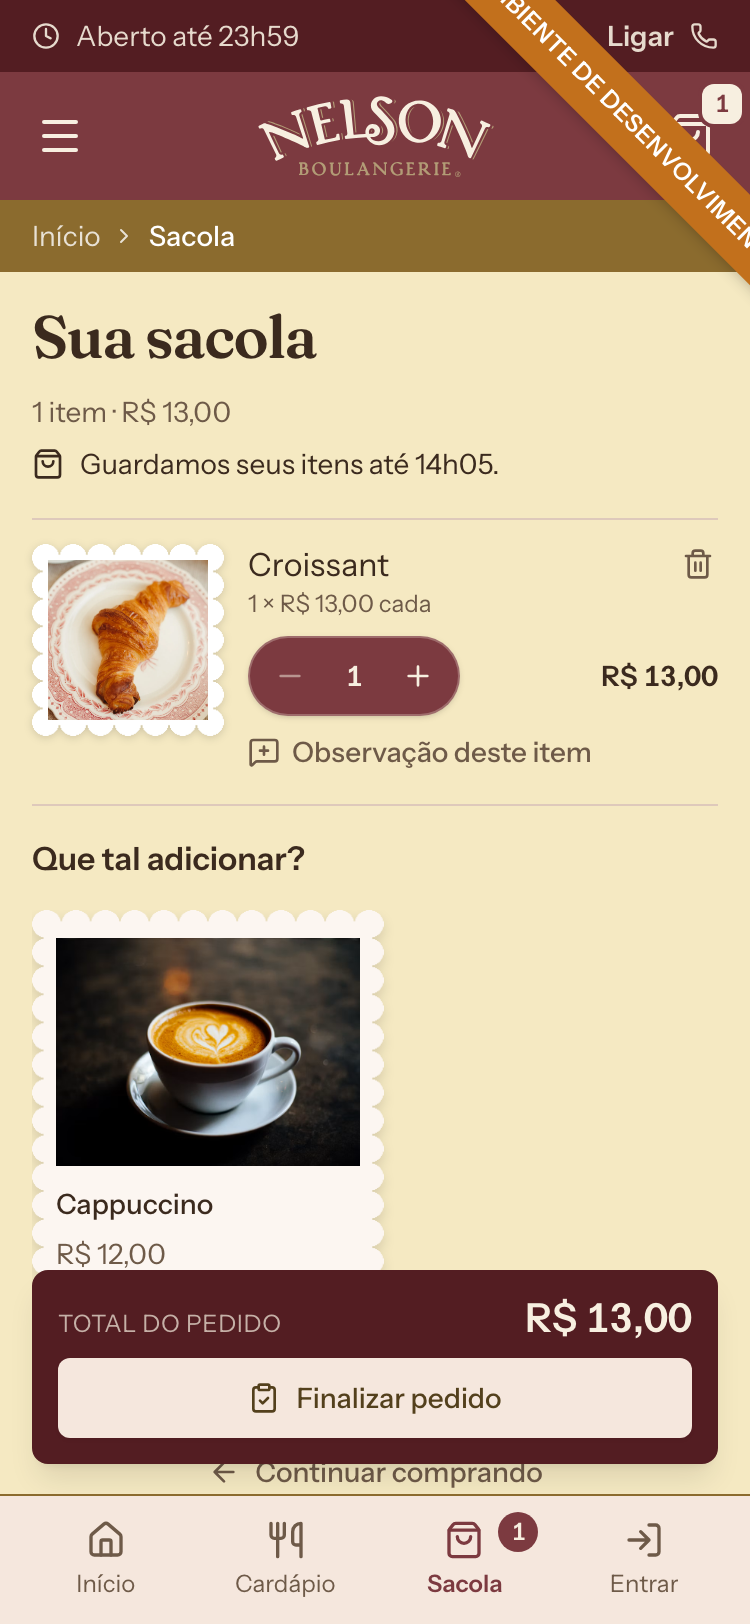 Aberto até 23h59
Ligar
NELSON
BOULANGERIE
1
Início > Sacola
Sua sacola
1 item · R$ 13,00
Guardamos seus itens até 14h05.
Croissant
1 × R$ 13,00 cada
1
R$ 13,00
Observação deste item
Que tal adicionar?
Cappuccino
R$ 12,00
TOTAL DO PEDIDO
R$ 13,00
Finalizar pedido
Continuar comprando
Início
Cardápio
Sacola
1
Entrar
DE